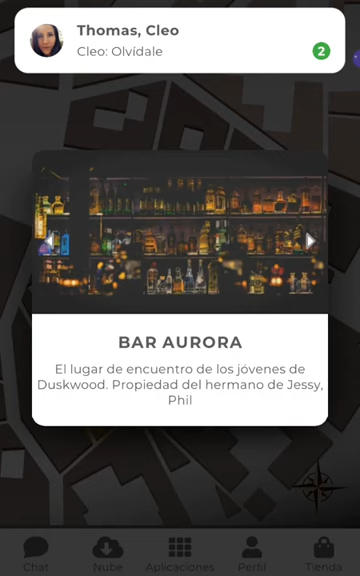 Thomas, Cleo
Cleo: Olvídale
2
BAR AURORA
El lugar de encuentro de los jóvenes de
Duskwood. Propiedad del hermano de Jessy,
Phil
Chat
Nube
Aplicaciones
Perfil
Tienda